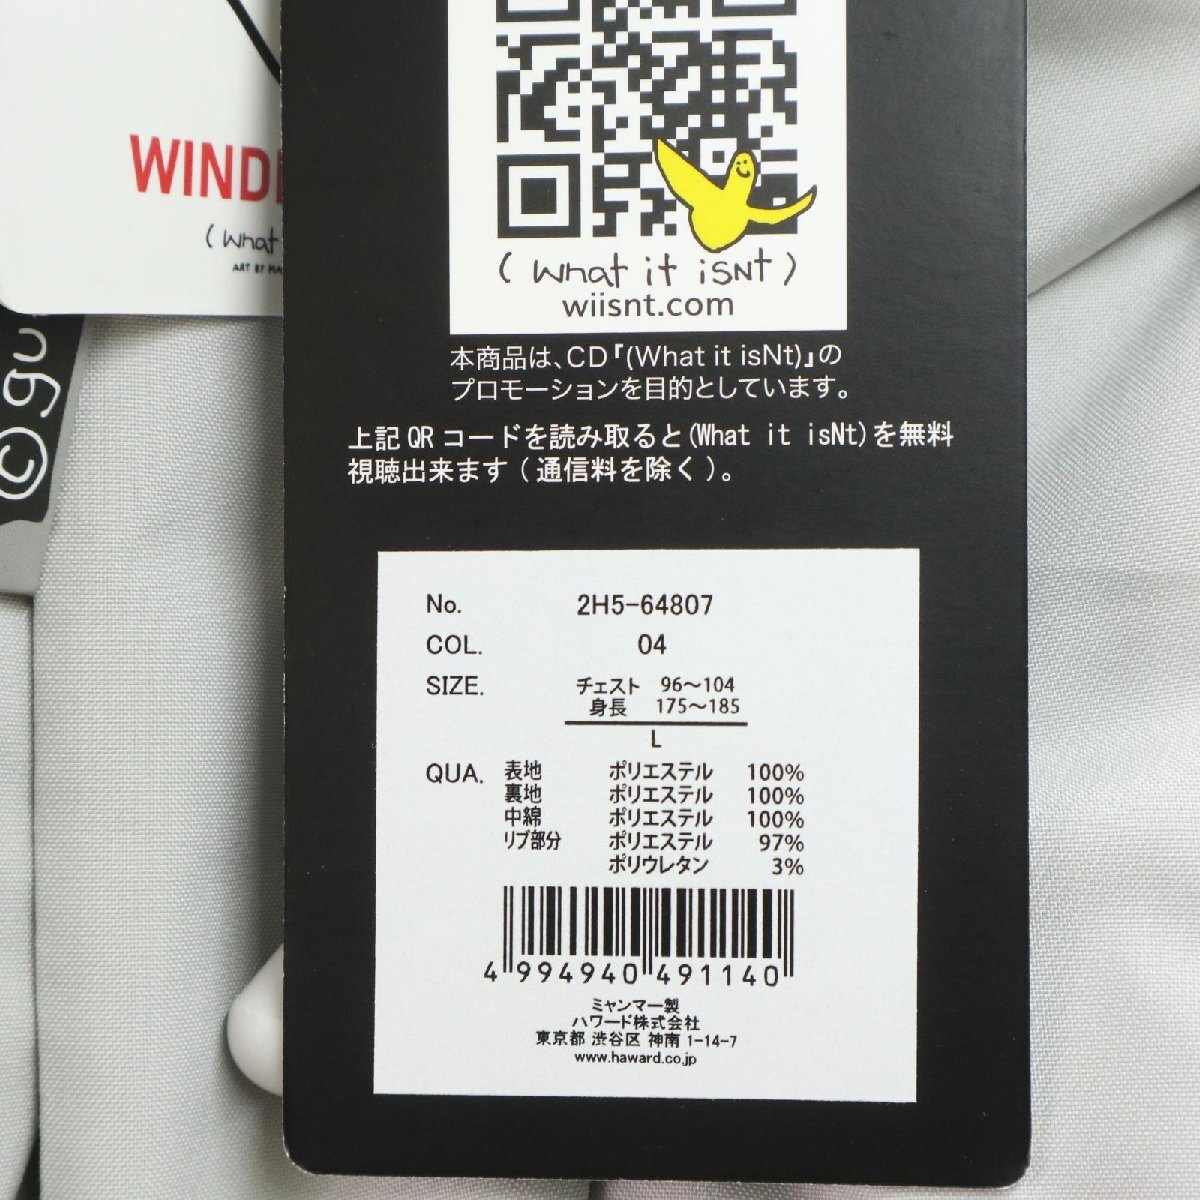 (What it isNt)
wiisnt.com
本商品は、CD『(What it isNt)』の
プロモーションを目的としています。
上記QRコードを読み取ると(What it isNt)を無料
視聴出来ます(通信料を除く)。
No. 2H5-64807
COL. 04
SIZE. チェスト 96～104
身長 175～185
L
QUA. 表地 ポリエステル 100%
裏地 ポリエステル 100%
中綿 ポリエステル 100%
リブ部分 ポリエステル 97%
ポリウレタン 3%
4 994940 491140
ミャンマー製
ハワード株式会社
東京都 渋谷区 神南 1-14-7
www.haward.co.jp
(What
ART BY